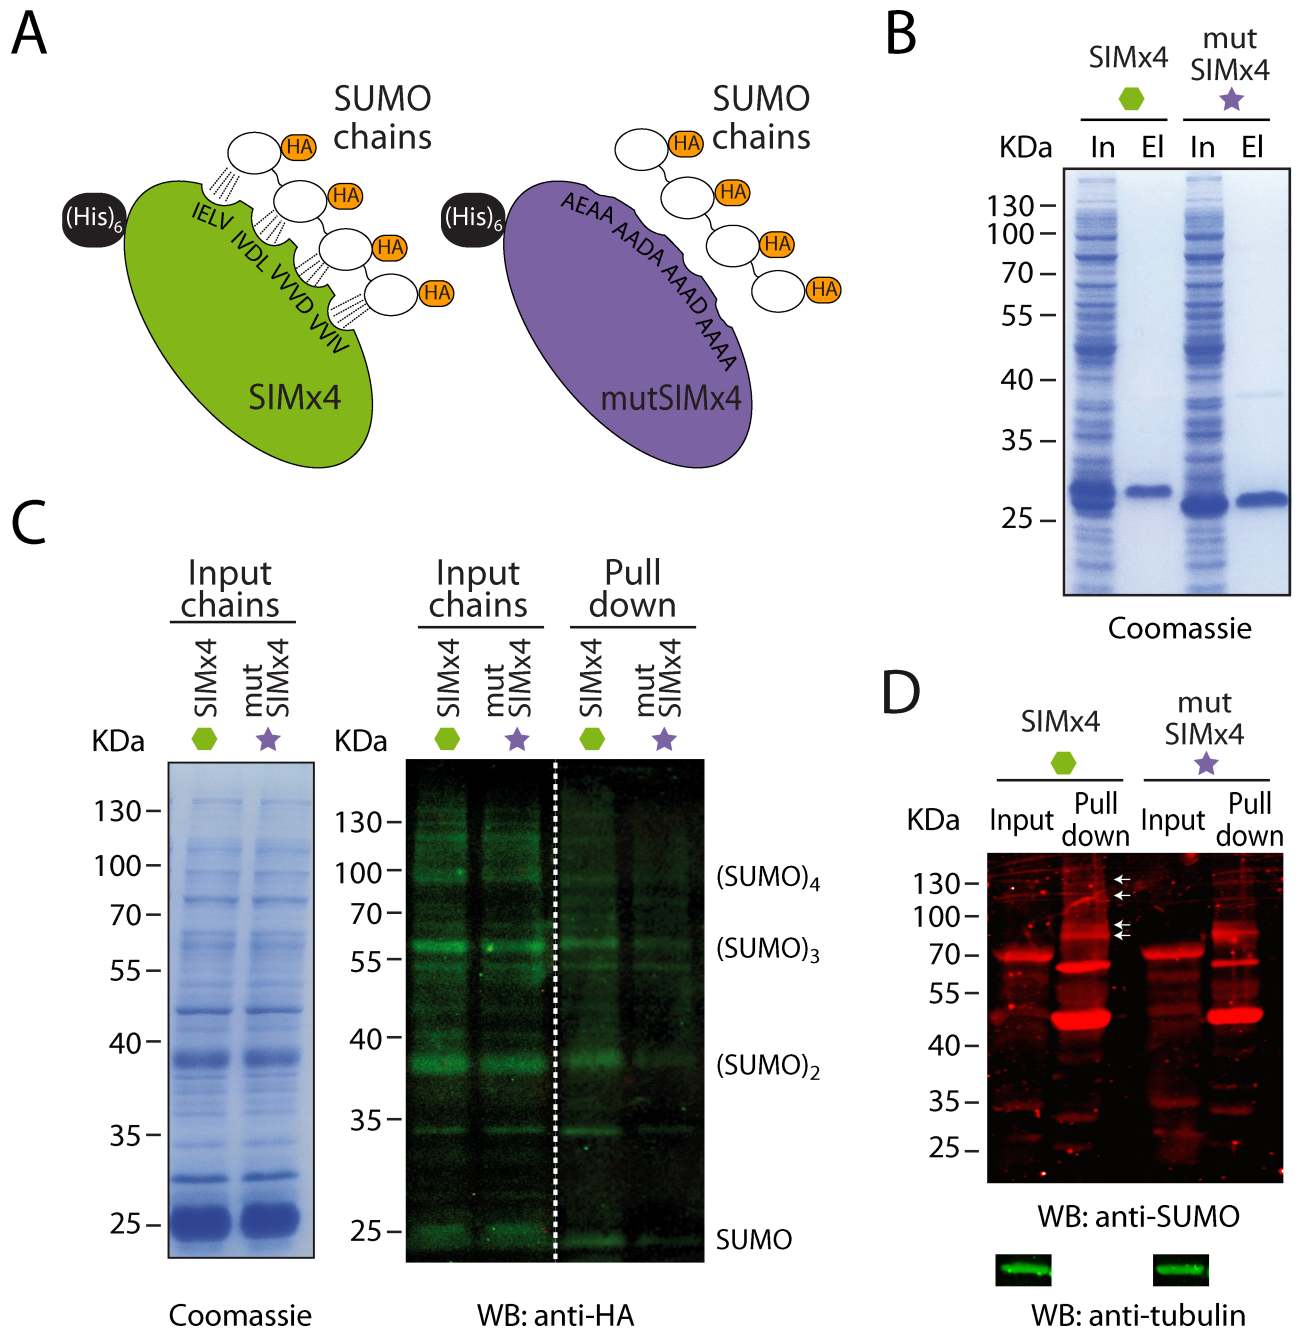 A
SUMO
chains
HA
HA
HA
HA
(His)6
IELV IVDL VVVD VVIV
SIMx4
SUMO
chains
HA
HA
HA
HA
(His)6
AEAA AADA AAAD AAAA
mutSIMx4
B
SIMx4
mut
SIMx4
KDa
In
El
In
El
130
100
70
55
40
35
25
Coomassie
C
Input
chains
SIMx4
mut
SIMx4
KDa
130
100
70
55
40
35
25
Coomassie
Input
chains
Pull
down
SIMx4
mut
SIMx4
SIMx4
mut
SIMx4
KDa
130
100
70
55
40
35
25
(SUMO)4
(SUMO)3
(SUMO)2
SUMO
WB: anti-HA
D
SIMx4
mut
SIMx4
KDa
Input
Pull
down
Input
Pull
down
130
100
70
55
40
35
25
WB: anti-SUMO
WB: anti-tubulin